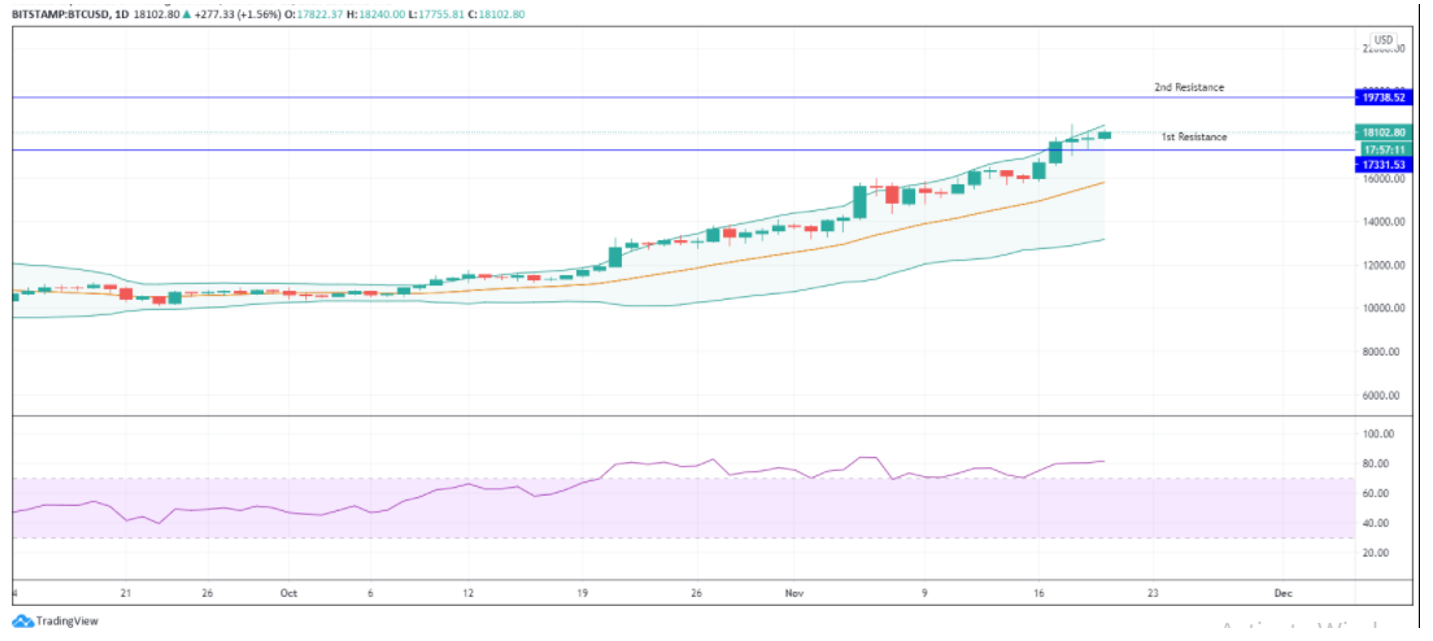 BITSTAMP:BTCUSD, 1D 18102.80 ▲ +277.33 (+1.56%) O:17822.37 H:18240.00 L:17755.81 C:18102.80
USD
2nd Resistance
19738.52
18102.80
1st Resistance
17:57:11
17331.53
16000.00
14000.00
12000.00
10000.00
8000.00
6000.00
100.00
80.00
60.00
40.00
20.00
4 21 26 Oct 6 12 19 26 Nov 9 16 23 Dec
TradingView